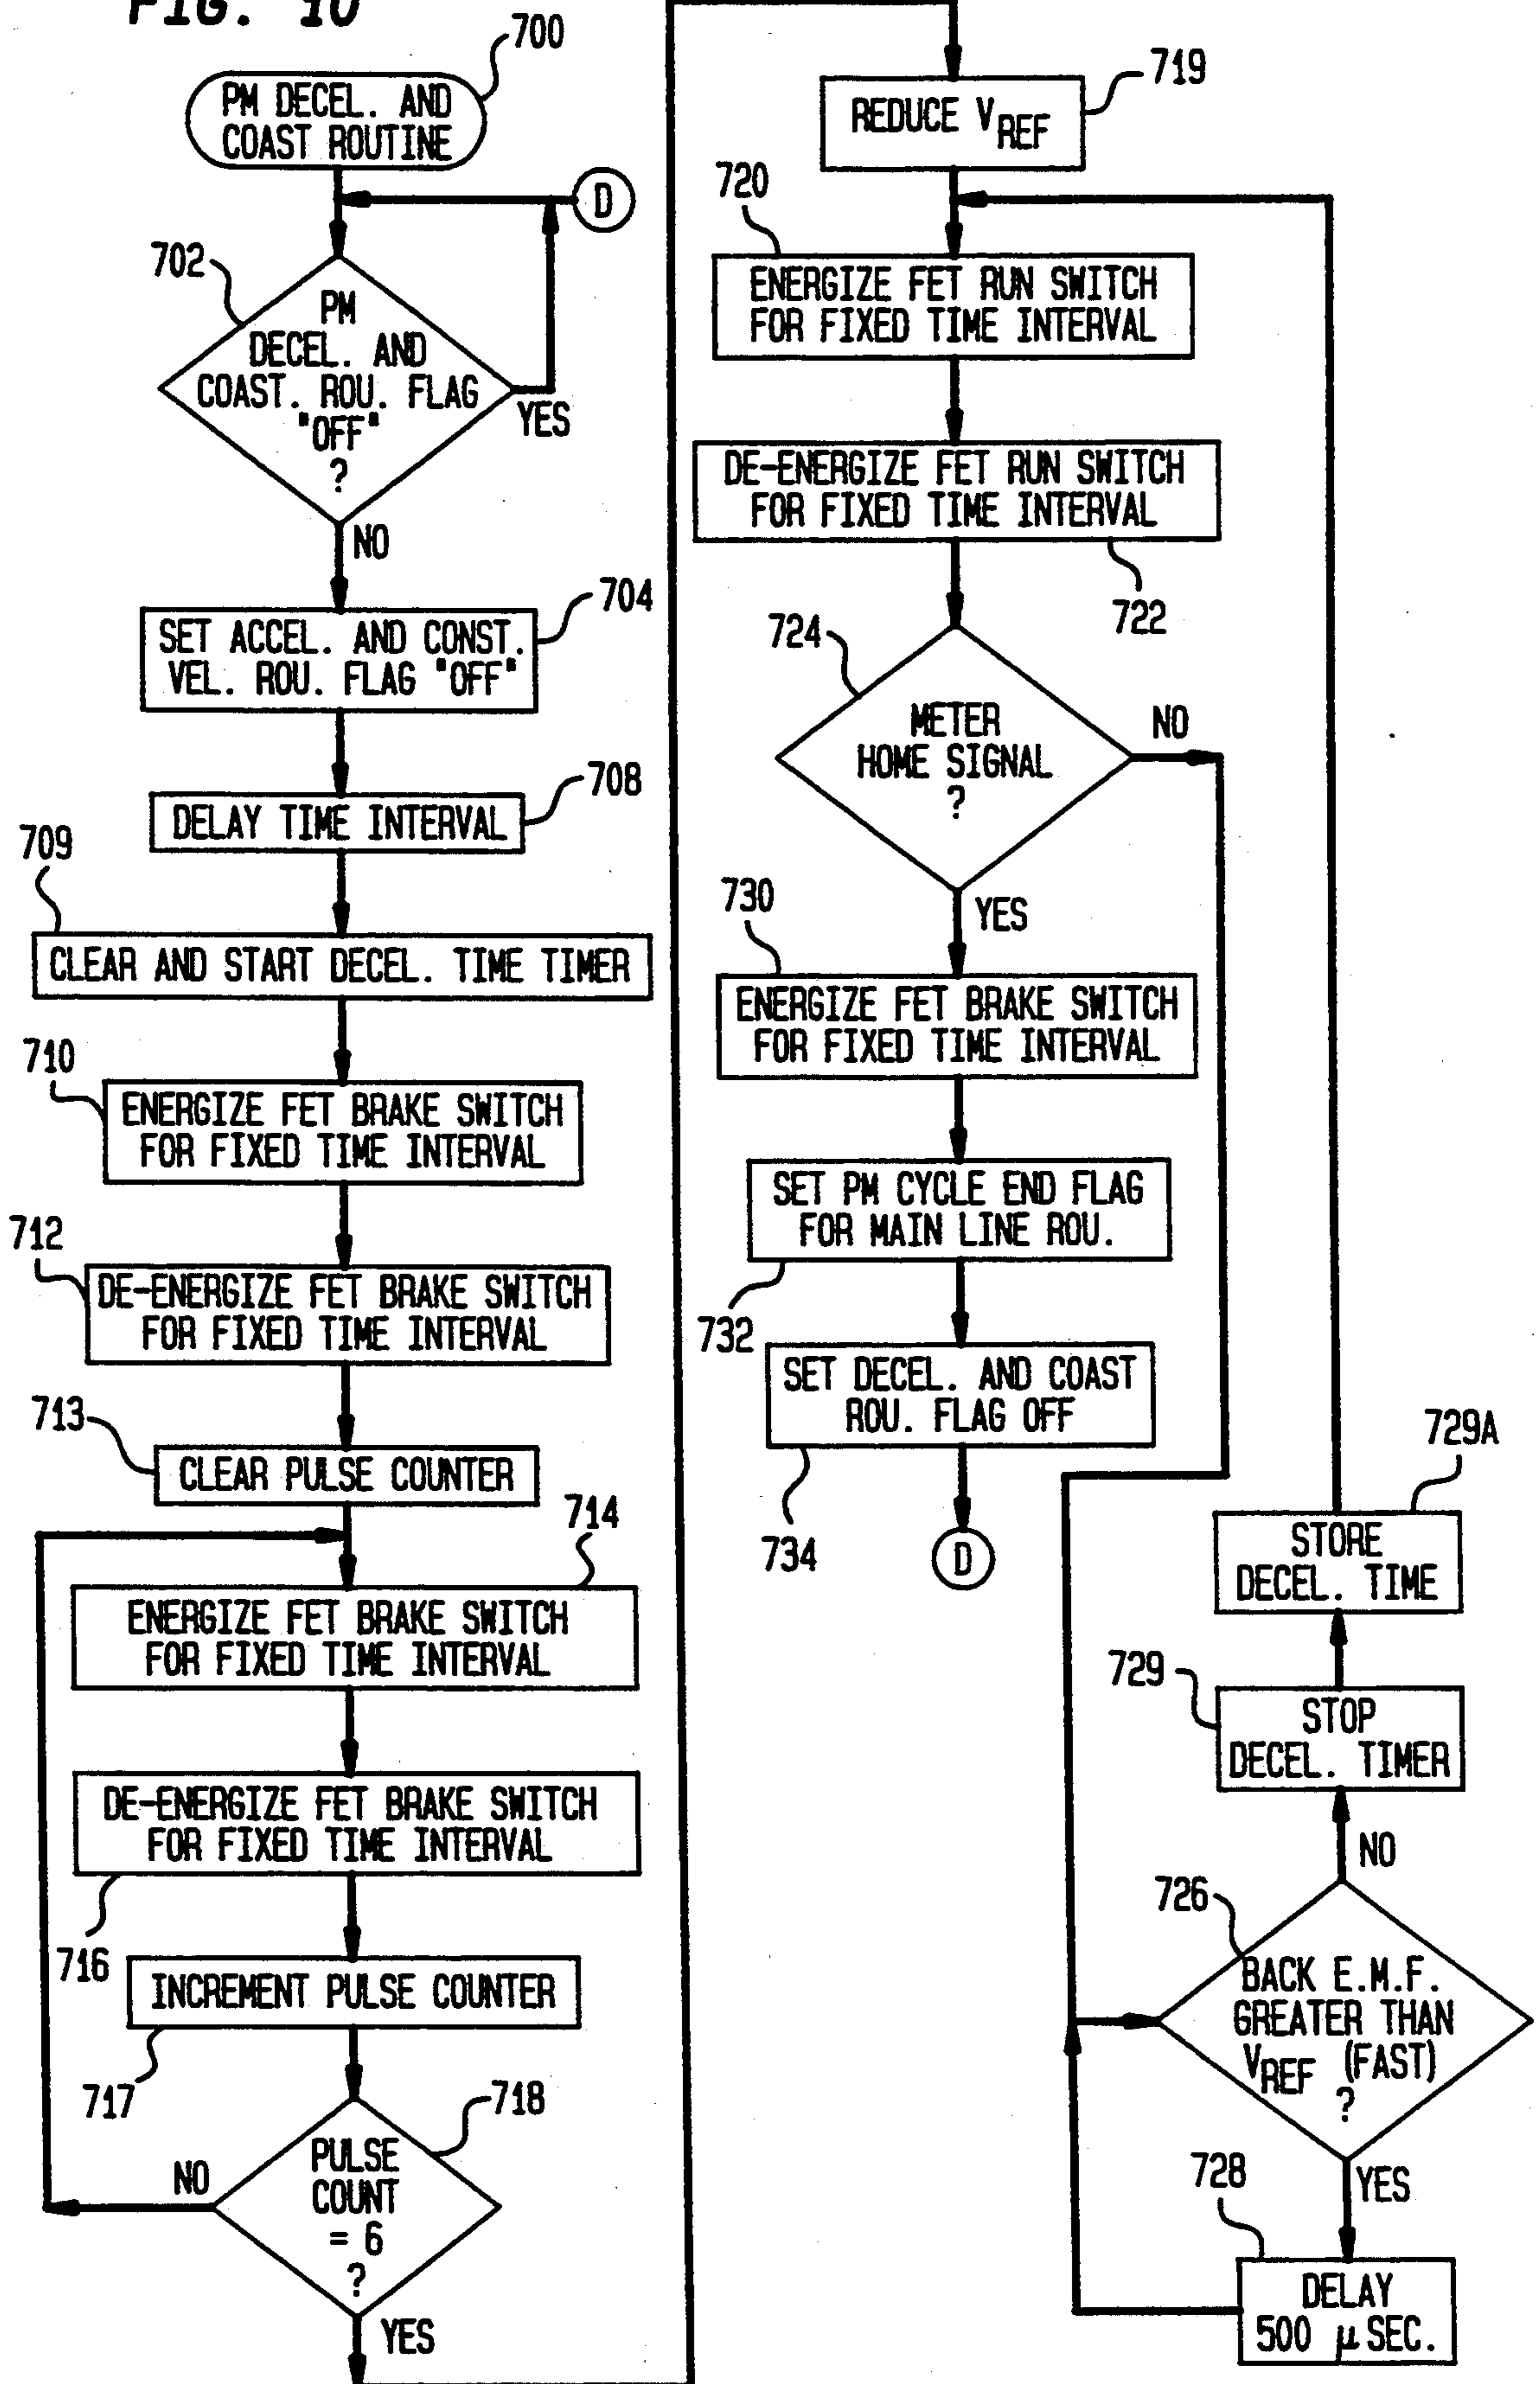 FIG. 10
700
PM DECEL. AND
COAST ROUTINE
D
702
PM
DECEL. AND
COAST. ROU. FLAG
"OFF"
?
YES
NO
704
SET ACCEL. AND CONST.
VEL. ROU. FLAG "OFF"
708
DELAY TIME INTERVAL
709
CLEAR AND START DECEL. TIME TIMER
710
ENERGIZE FET BRAKE SWITCH
FOR FIXED TIME INTERVAL
712
DE-ENERGIZE FET BRAKE SWITCH
FOR FIXED TIME INTERVAL
713
CLEAR PULSE COUNTER
714
ENERGIZE FET BRAKE SWITCH
FOR FIXED TIME INTERVAL
DE-ENERGIZE FET BRAKE SWITCH
FOR FIXED TIME INTERVAL
716
INCREMENT PULSE COUNTER
717
718
PULSE
COUNT
= 6
?
NO
YES
719
REDUCE VREF
720
ENERGIZE FET RUN SWITCH
FOR FIXED TIME INTERVAL
DE-ENERGIZE FET RUN SWITCH
FOR FIXED TIME INTERVAL
722
724
METER
HOME SIGNAL
?
NO
YES
730
ENERGIZE FET BRAKE SWITCH
FOR FIXED TIME INTERVAL
SET PM CYCLE END FLAG
FOR MAIN LINE ROU.
732
SET DECEL. AND COAST
ROU. FLAG OFF
734
D
729A
STORE
DECEL. TIME
729
STOP
DECEL. TIMER
NO
726
BACK E.M.F.
GREATER THAN
VREF (FAST)
?
YES
728
DELAY
500 μSEC.